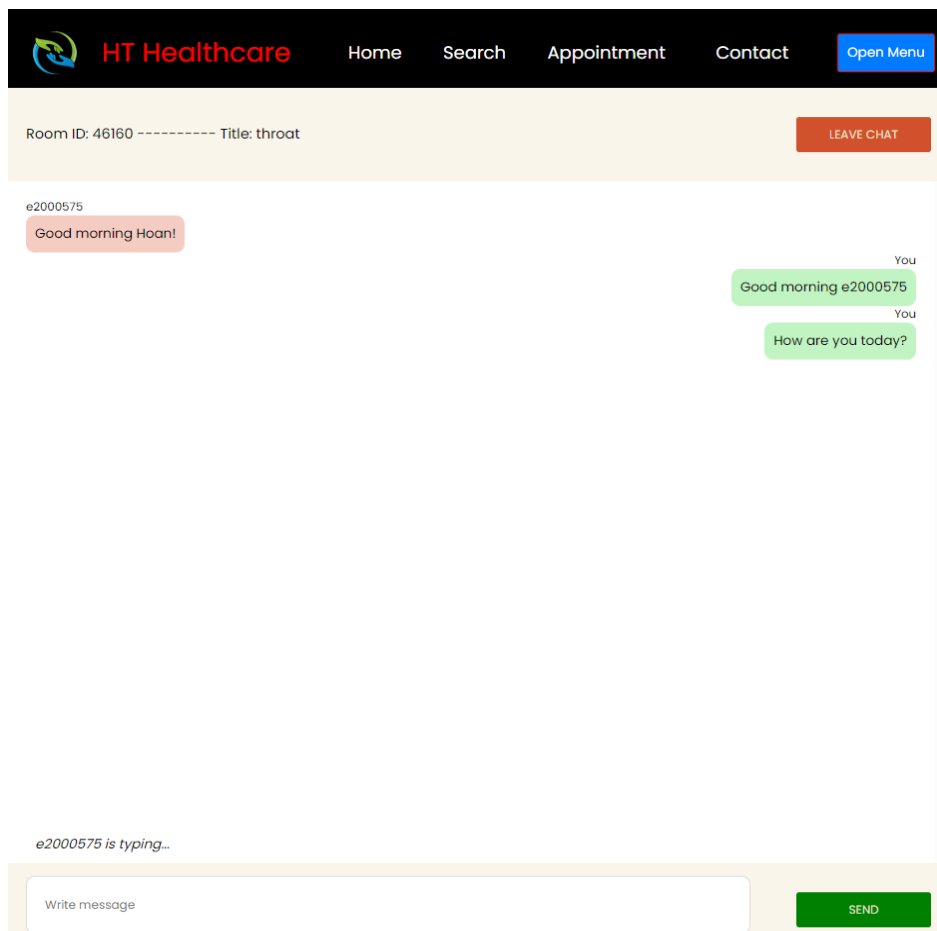 HT Healthcare Home Search Appointment Contact Open Menu
Room ID: 46160 ---------- Title: throat LEAVE CHAT
e2000575
Good morning Hoan!
You
Good morning e2000575
You
How are you today?
e2000575 is typing...
Write message SEND